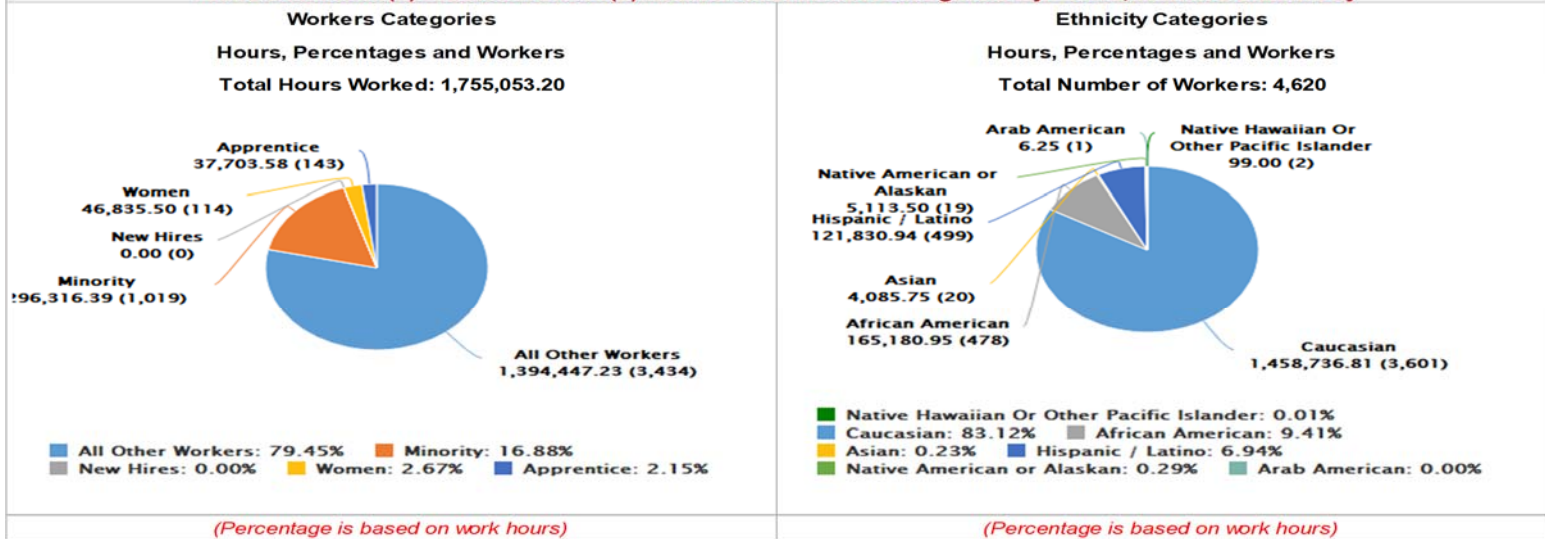 Workers Categories
Hours, Percentages and Workers
Total Hours Worked: 1,755,053.20
Apprentice
37,703.58 (143)
Women
46,835.50 (114)
New Hires
0.00 (0)
Minority
296,316.39 (1,019)
All Other Workers
1,394,447.23 (3,434)
All Other Workers: 79.45% Minority: 16.88%
New Hires: 0.00% Women: 2.67% Apprentice: 2.15%
(Percentage is based on work hours)
Ethnicity Categories
Hours, Percentages and Workers
Total Number of Workers: 4,620
Arab American
6.25 (1)
Native Hawaiian Or
Other Pacific Islander
99.00 (2)
Native American or
Alaskan
5,113.50 (19)
Hispanic / Latino
121,830.94 (499)
Asian
4,085.75 (20)
African American
165,180.95 (478)
Caucasian
1,458,736.81 (3,601)
Native Hawaiian Or Other Pacific Islander: 0.01%
Caucasian: 83.12% African American: 9.41%
Asian: 0.23% Hispanic / Latino: 6.94%
Native American or Alaskan: 0.29% Arab American: 0.00%
(Percentage is based on work hours)